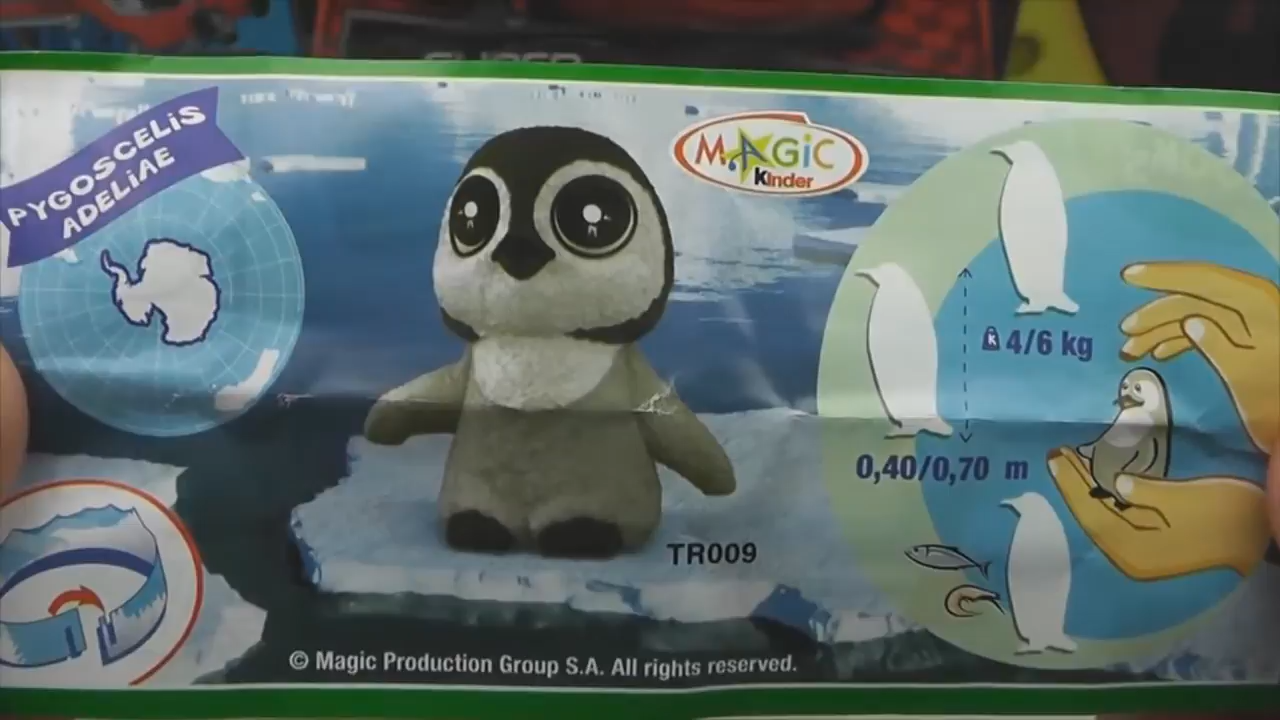 PYGOSCELiS
ADELiAE
MAGiC
Kinder
4/6 kg
0,40/0,70 m
TR009
© Magic Production Group S.A. All rights reserved.